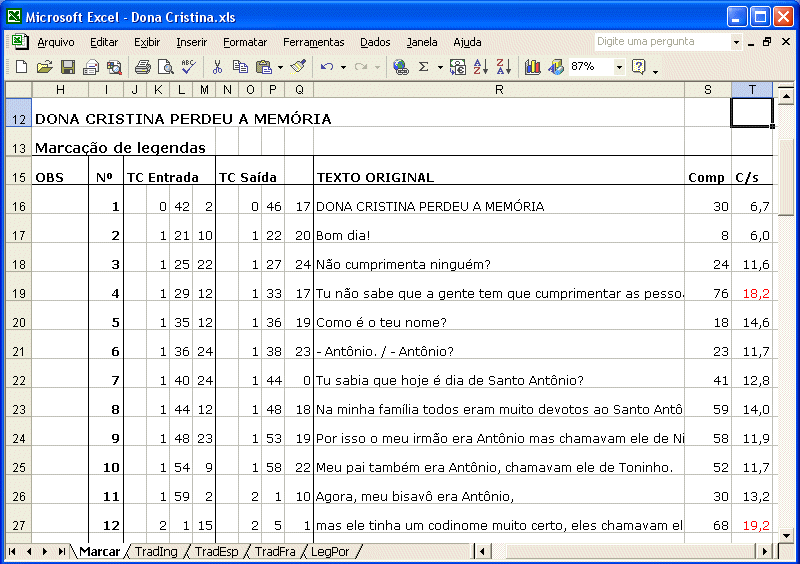 Microsoft Excel - Dona Cristina.xls
Arquivo Editar Exibir Inserir Formatar Ferramentas Dados Janela Ajuda Digite uma pergunta
87%
H I J K L M N O P Q R S T
12 DONA CRISTINA PERDEU A MEMÓRIA
13 Marcação de legendas
15 OBS Nº TC Entrada TC Saída TEXTO ORIGINAL Comp C/s
16 1 0 42 2 0 46 17 DONA CRISTINA PERDEU A MEMÓRIA 30 6,7
17 2 1 21 10 1 22 20 Bom dia! 8 6,0
18 3 1 25 22 1 27 24 Não cumprimenta ninguém? 24 11,6
19 4 1 29 12 1 33 17 Tu não sabe que a gente tem que cumprimentar as pessoa 76 18,2
20 5 1 35 12 1 36 19 Como é o teu nome? 18 14,6
21 6 1 36 24 1 38 23 - Antônio. / - Antônio? 23 11,7
22 7 1 40 24 1 44 0 Tu sabia que hoje é dia de Santo Antônio? 41 12,8
23 8 1 44 12 1 48 18 Na minha família todos eram muito devotos ao Santo Antô 59 14,0
24 9 1 48 23 1 53 19 Por isso o meu irmão era Antônio mas chamavam ele de Ni 58 11,9
25 10 1 54 9 1 58 22 Meu pai também era Antônio, chamavam ele de Toninho. 52 11,7
26 11 1 59 2 2 1 10 Agora, meu bisavô era Antônio, 30 13,2
27 12 2 1 15 2 5 1 mas ele tinha um codinome muito certo, eles chamavam el 68 19,2
Marcar TradIng TradEsp TradFra LegPor